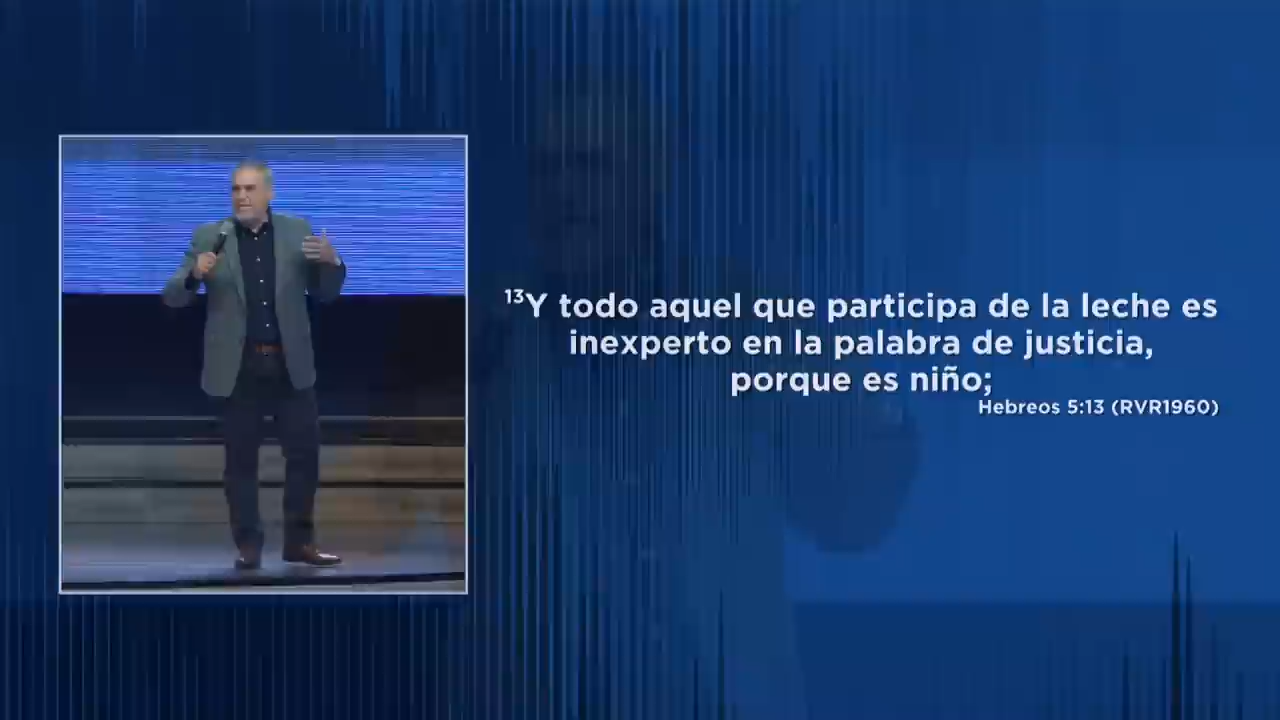 ¹³Y todo aquel que participa de la leche es
inexperto en la palabra de justicia,
porque es niño;
Hebreos 5:13 (RVR1960)